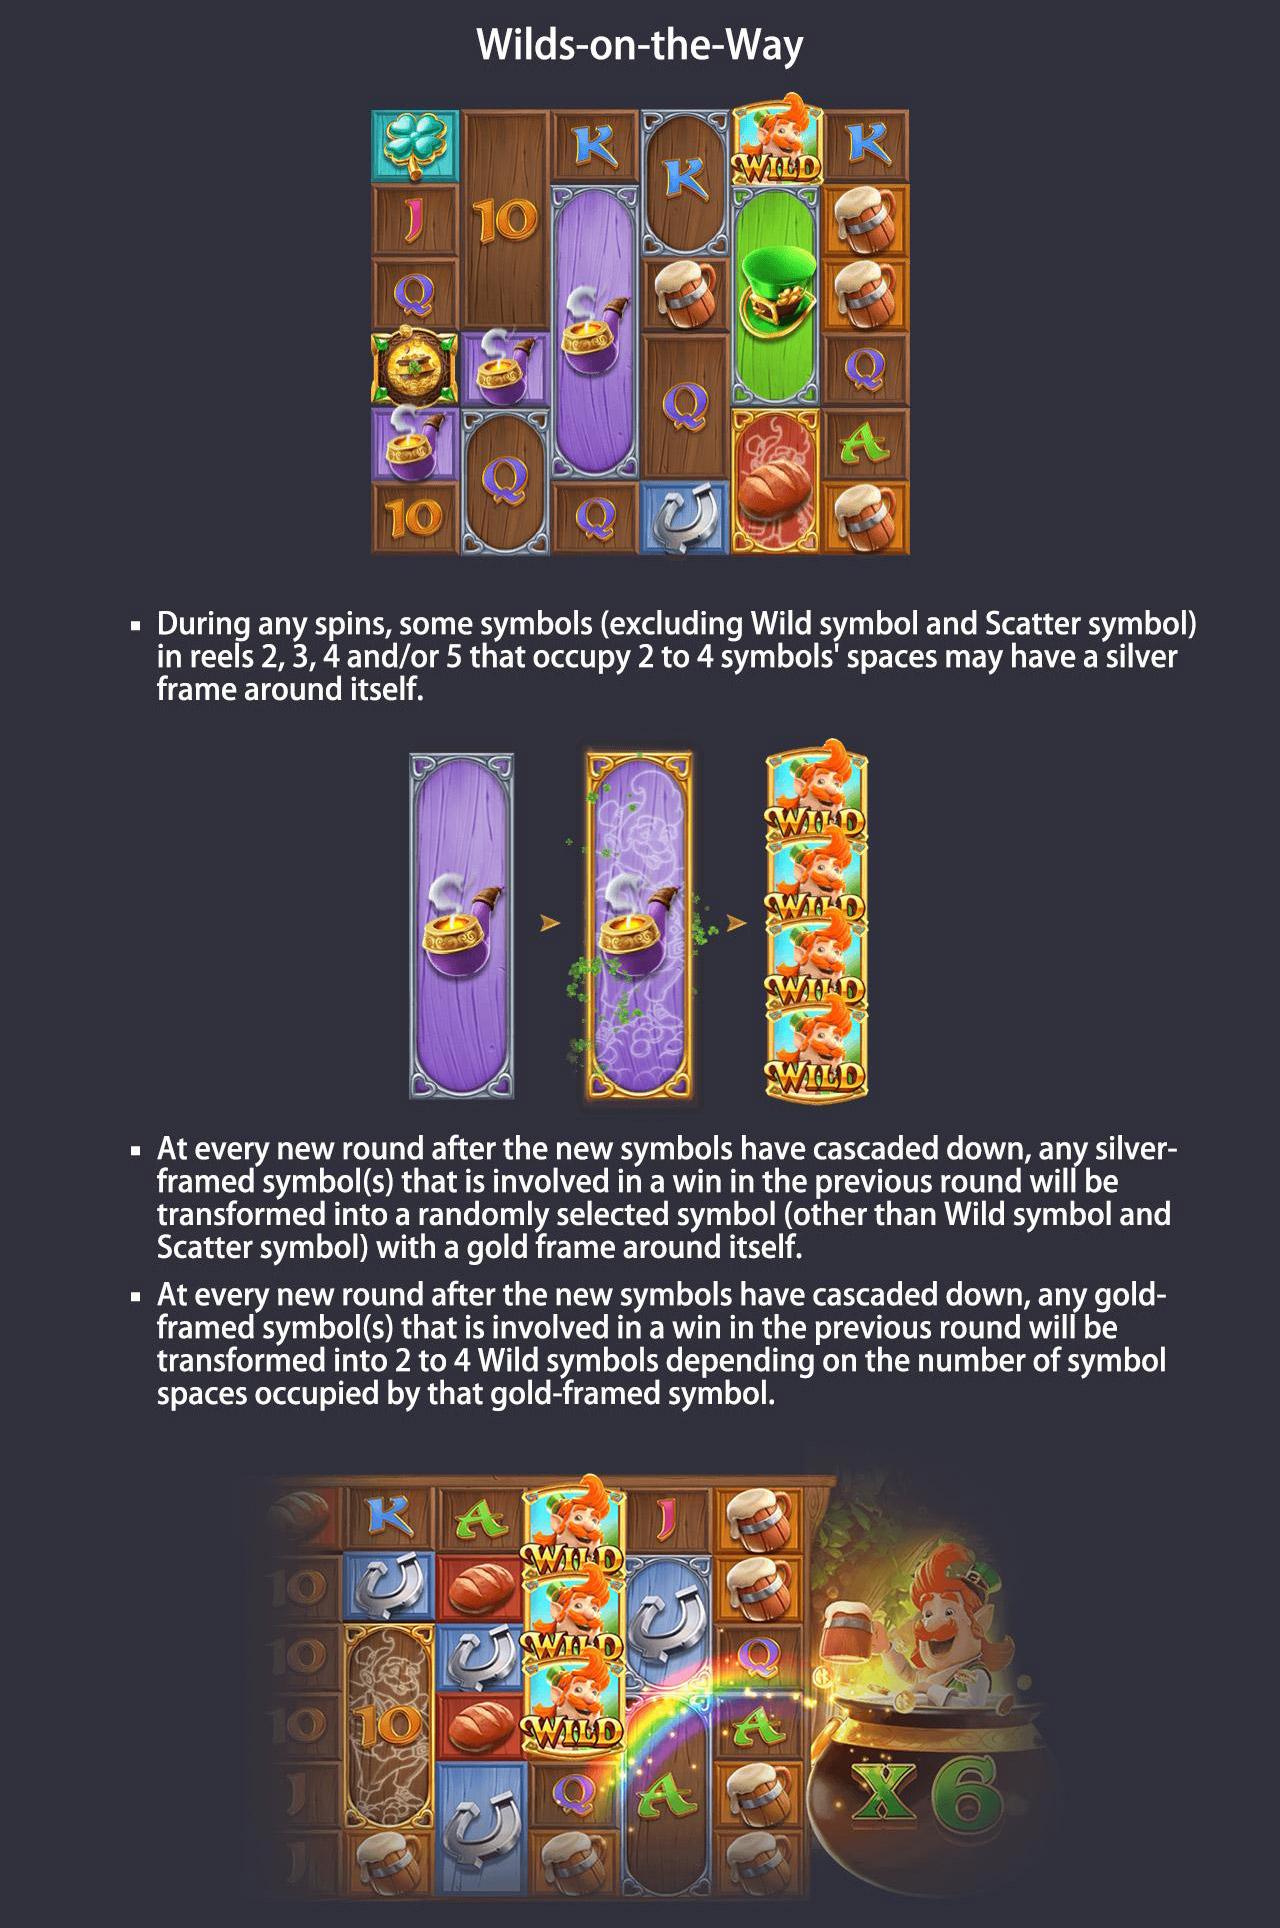 Wilds-on-the-Way
K K WILD K
J 10
Q
Q Q
Q A
10 Q
▪ During any spins, some symbols (excluding Wild symbol and Scatter symbol)
in reels 2, 3, 4 and/or 5 that occupy 2 to 4 symbols' spaces may have a silver
frame around itself.
WILD
WILD
WILD
WILD
▪ At every new round after the new symbols have cascaded down, any silver-
framed symbol(s) that is involved in a win in the previous round will be
transformed into a randomly selected symbol (other than Wild symbol and
Scatter symbol) with a gold frame around itself.
▪ At every new round after the new symbols have cascaded down, any gold-
framed symbol(s) that is involved in a win in the previous round will be
transformed into 2 to 4 Wild symbols depending on the number of symbol
spaces occupied by that gold-framed symbol.
K A WILD J
10
10 WILD Q
10 10 WILD A
J Q A x6
J